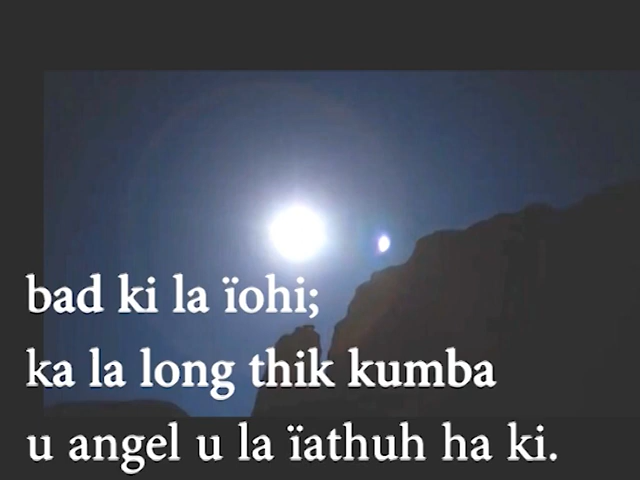 bad ki la ïohi;
ka la long thik kumba
u angel u la ïathuh ha ki.